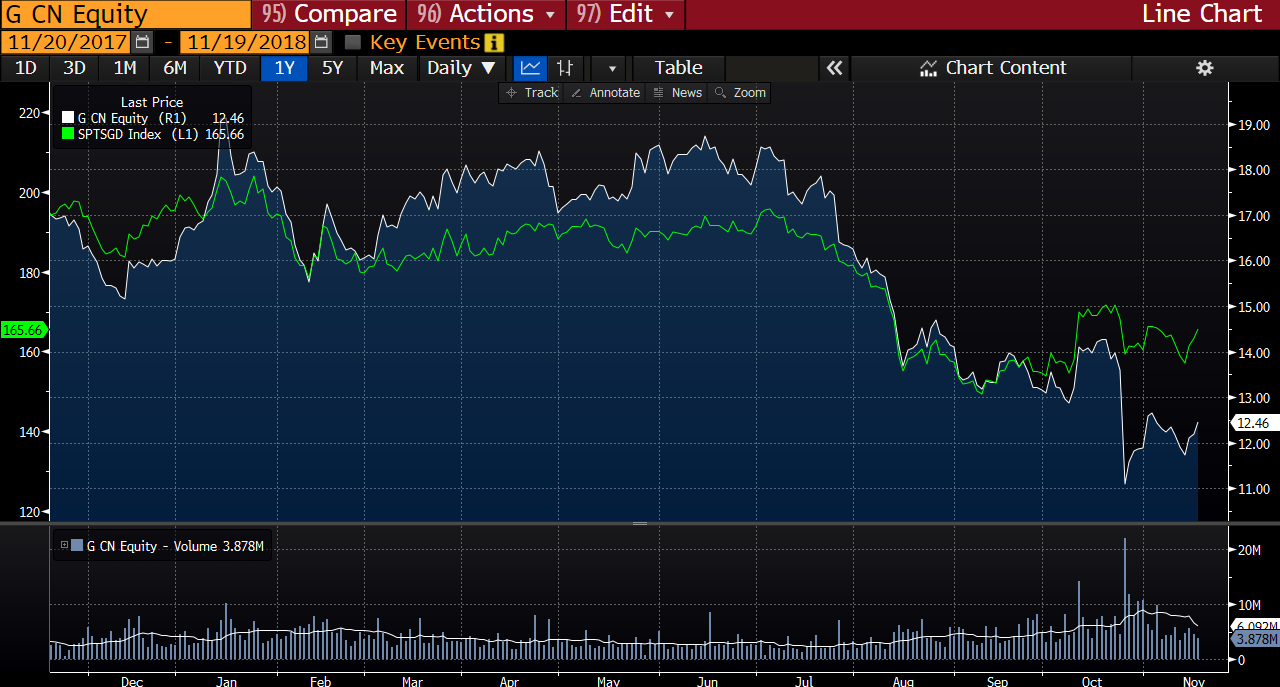 G CN Equity 95) Compare 96) Actions 97) Edit Line Chart
11/20/2017 - 11/19/2018 Key Events i
1D 3D 1M 6M YTD 1Y 5Y Max Daily ▼ Table « Chart Content
Track Annotate News Zoom
Last Price
G CN Equity (R1) 12.46
SPTSGD Index (L1) 165.66
220
200
180
165.66
160
140
120
19.00
18.00
17.00
16.00
15.00
14.00
13.00
12.46
12.00
11.00
G CN Equity - Volume 3.878M
20M
10M
6.092M
3.878M
0
Dec Jan Feb Mar Apr May Jun Jul Aug Sep Oct Nov